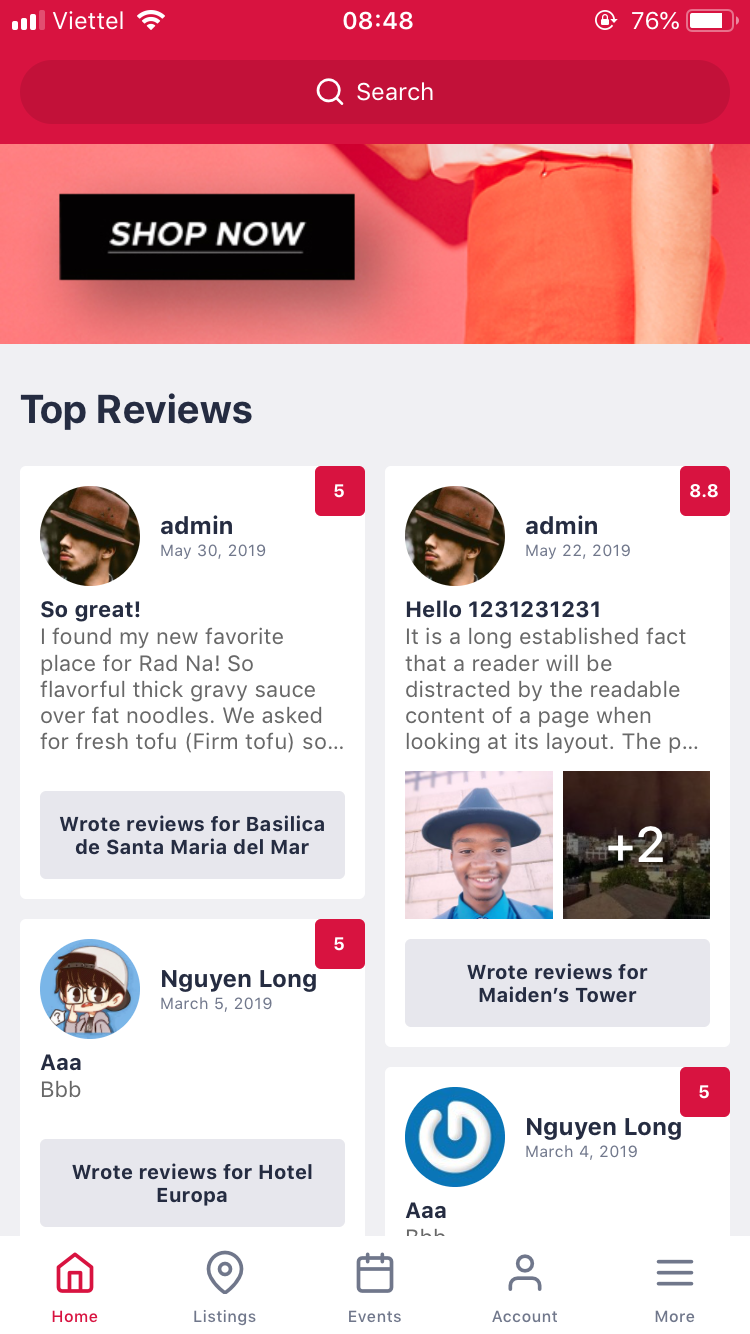 Viettel 08:48 76%
Search
SHOP NOW
Top Reviews
5
admin
May 30, 2019
So great!
I found my new favorite
place for Rad Na! So
flavorful thick gravy sauce
over fat noodles. We asked
for fresh tofu (Firm tofu) so...
Wrote reviews for Basilica
de Santa Maria del Mar
8.8
admin
May 22, 2019
Hello 1231231231
It is a long established fact
that a reader will be
distracted by the readable
content of a page when
looking at its layout. The p...
+2
Wrote reviews for
Maiden’s Tower
5
Nguyen Long
March 5, 2019
Aaa
Bbb
Wrote reviews for Hotel
Europa
5
Nguyen Long
March 4, 2019
Aaa
Bbb
Home Listings Events Account More